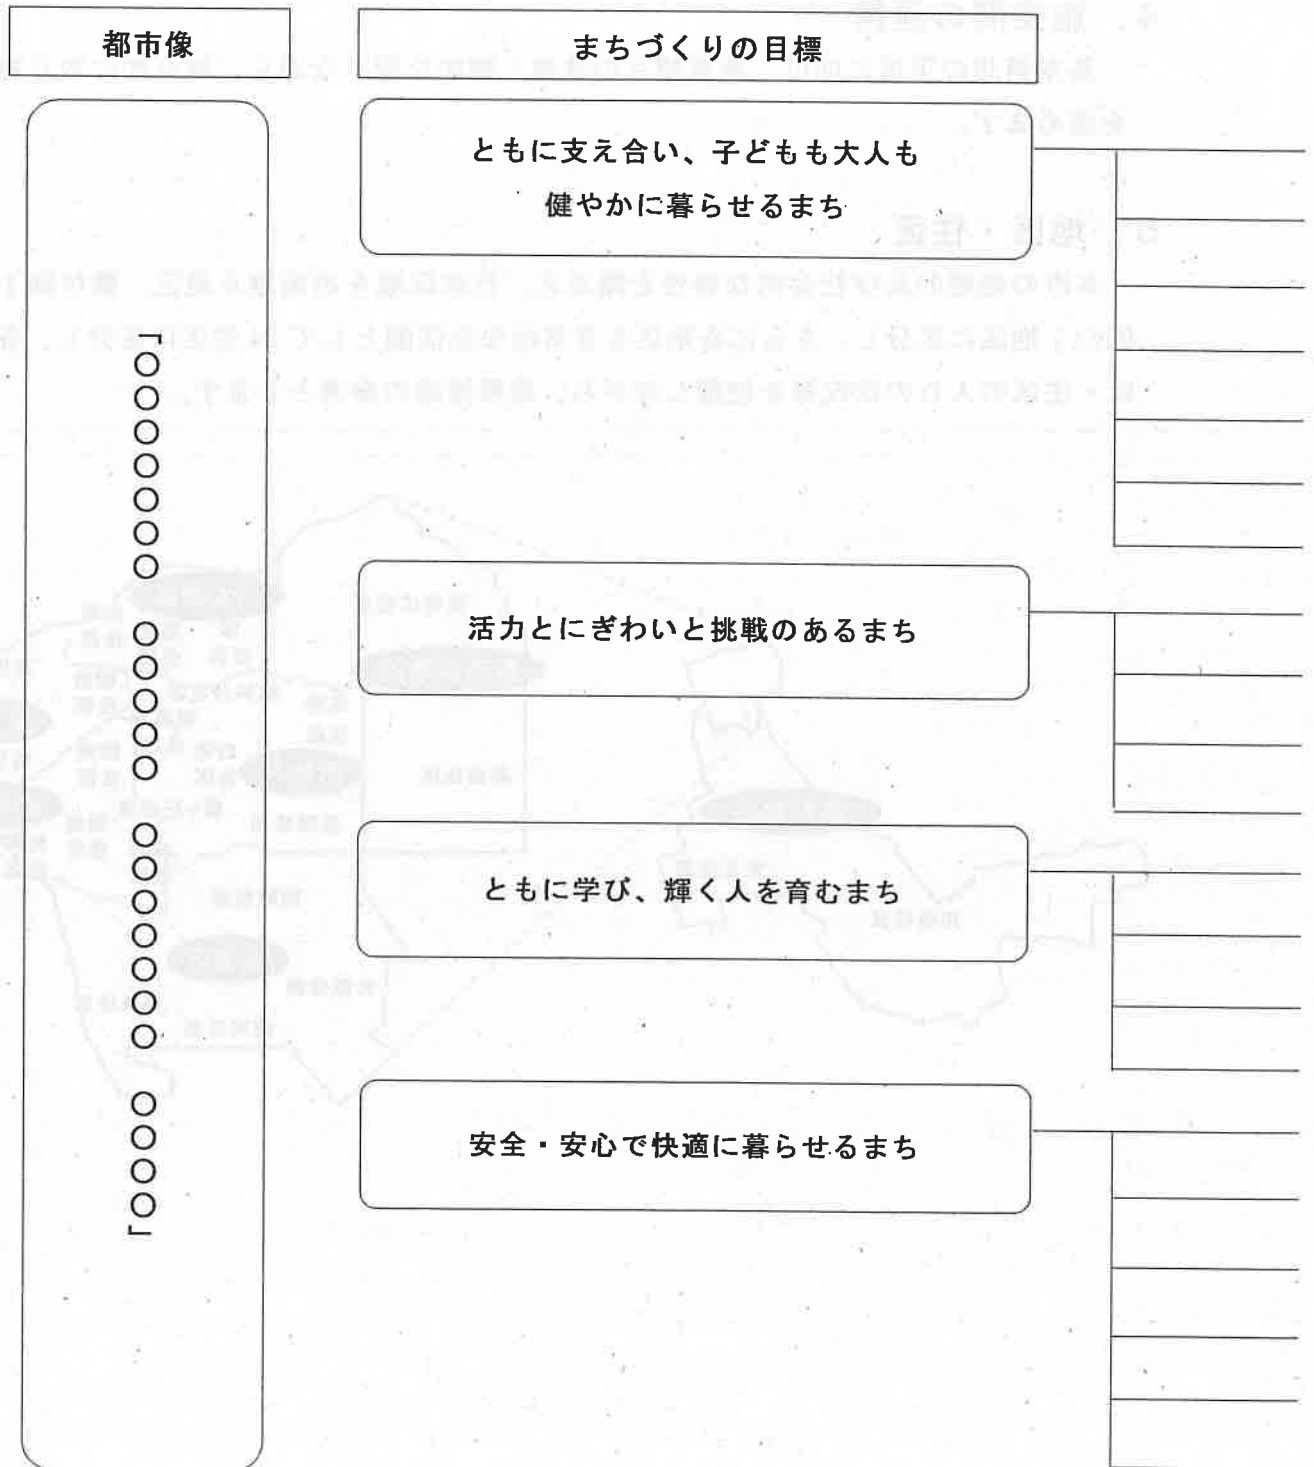 都市像
まちづくりの目標
「○○○○○○○ ○○○○○ ○○○○○○○ ○○○○」
ともに支え合い、子どもも大人も
健やかに暮らせるまち
活力とにぎわいと挑戦のあるまち
ともに学び、輝く人を育むまち
安全・安心で快適に暮らせるまち